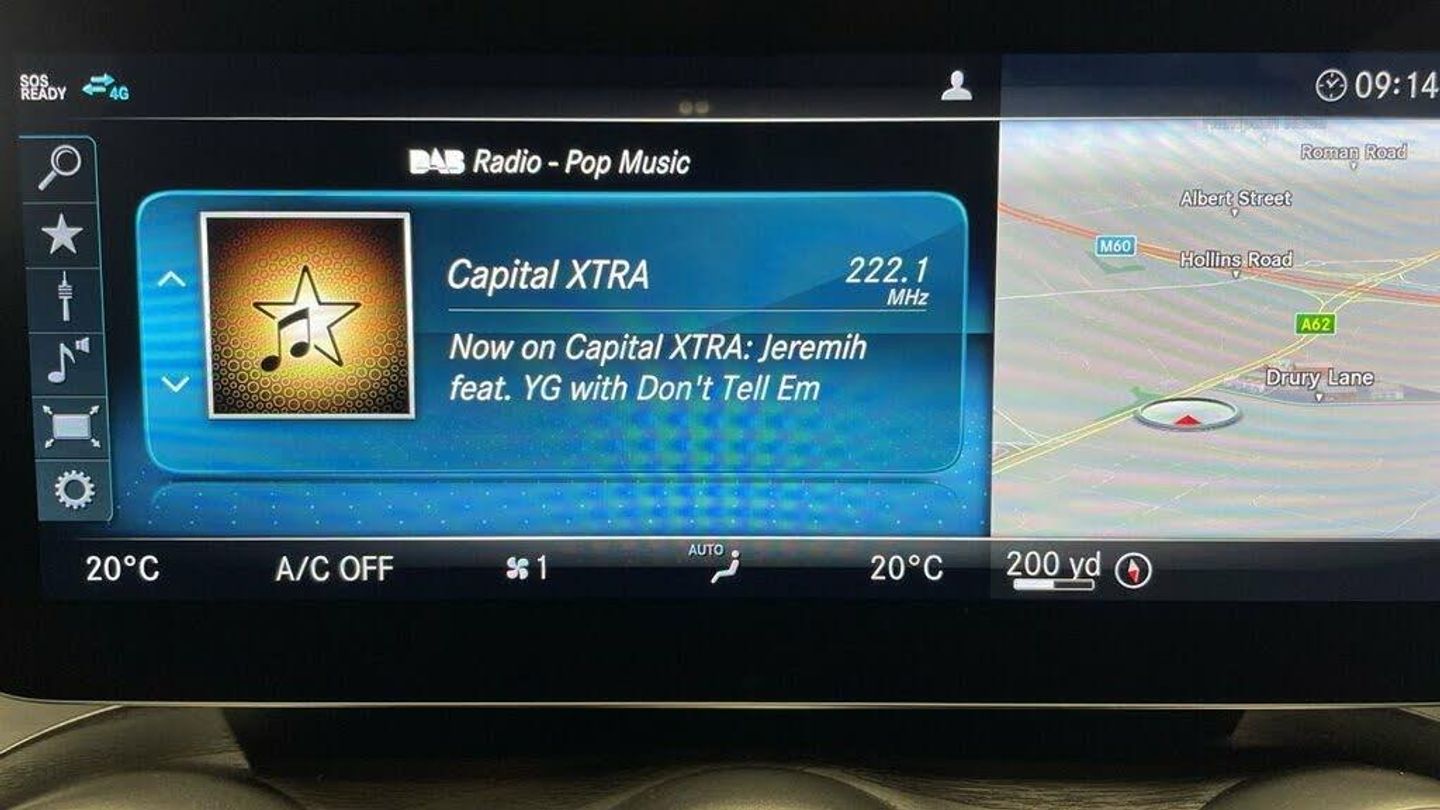 SOS
READY
4G
09:14
DAB Radio - Pop Music
Capital XTRA
222.1
MHz
Now on Capital XTRA: Jeremih
feat. YG with Don't Tell Em
Roman Road
Albert Street
M60
Hollins Road
A62
Drury Lane
20°C
A/C OFF
1
AUTO
20°C
200 yd